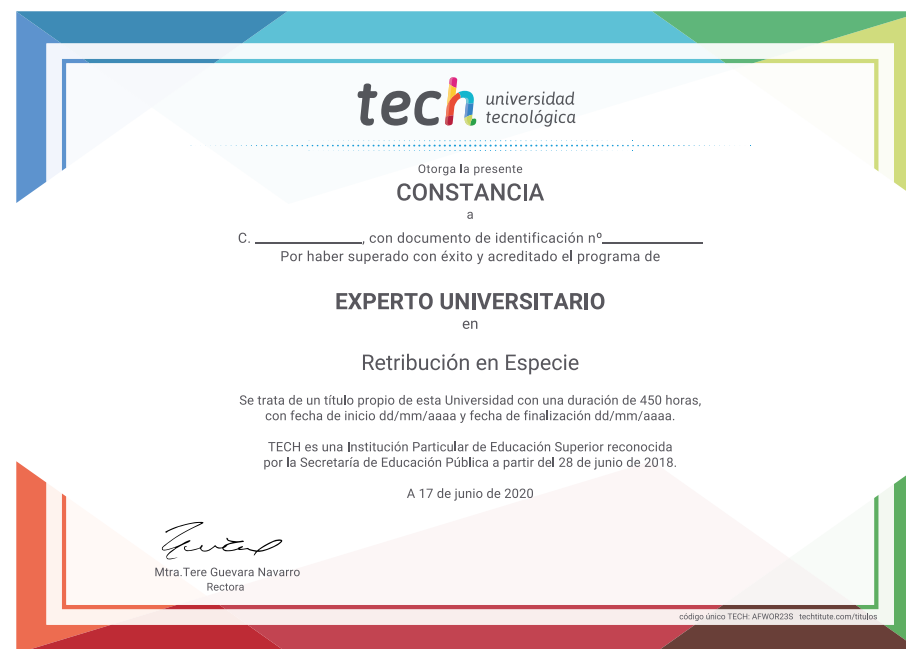 tech universidad
tecnológica
Otorga la presente
CONSTANCIA
a
C. ____________, con documento de identificación nº____________
Por haber superado con éxito y acreditado el programa de
EXPERTO UNIVERSITARIO
en
Retribución en Especie
Se trata de un título propio de esta Universidad con una duración de 450 horas,
con fecha de inicio dd/mm/aaaa y fecha de finalización dd/mm/aaaa.
TECH es una Institución Particular de Educación Superior reconocida
por la Secretaría de Educación Pública a partir del 28 de junio de 2018.
A 17 de junio de 2020
Mtra.Tere Guevara Navarro
Rectora
código único TECH: AFWOR23S techtitute.com/titulos